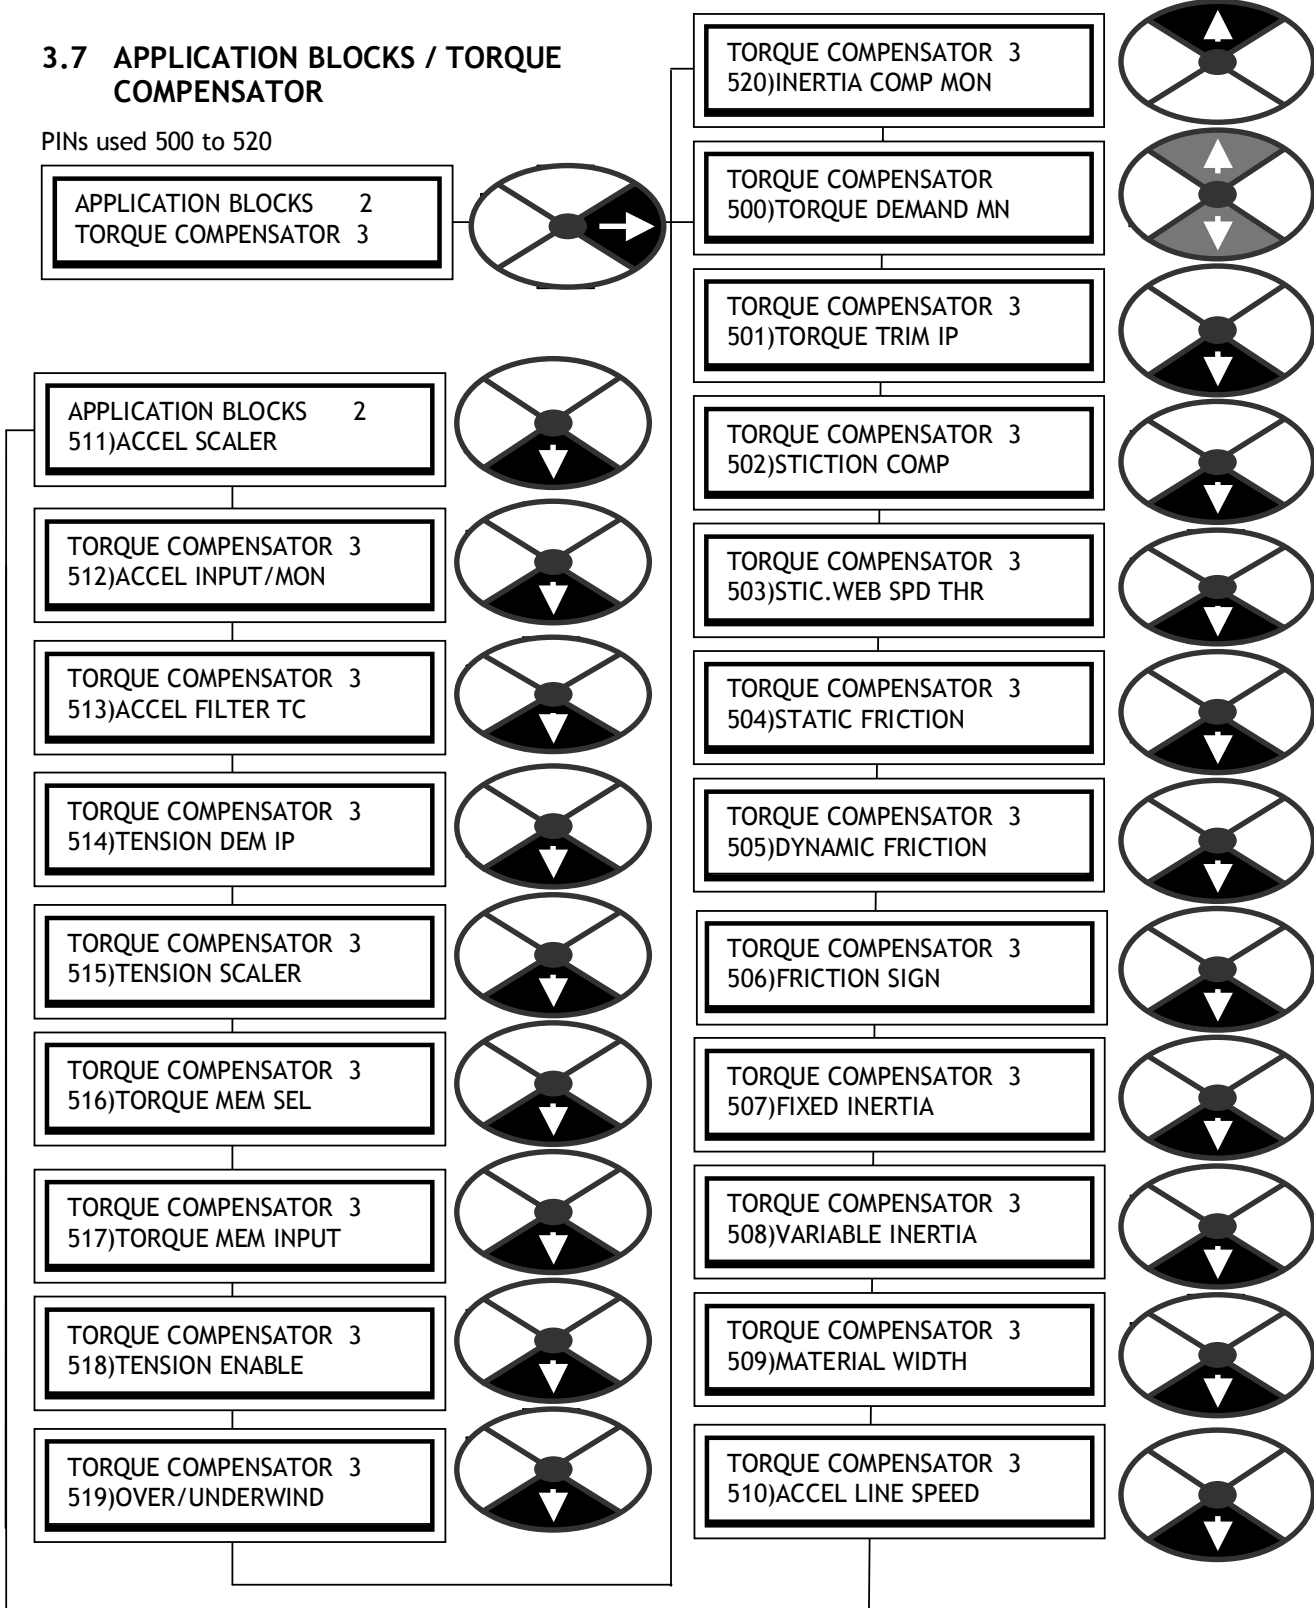 3.7 APPLICATION BLOCKS / TORQUE
COMPENSATOR
PINs used 500 to 520
APPLICATION BLOCKS 2
TORQUE COMPENSATOR 3
TORQUE COMPENSATOR 3
520)INERTIA COMP MON
TORQUE COMPENSATOR
500)TORQUE DEMAND MN
TORQUE COMPENSATOR 3
501)TORQUE TRIM IP
TORQUE COMPENSATOR 3
502)STICTION COMP
TORQUE COMPENSATOR 3
503)STIC.WEB SPD THR
TORQUE COMPENSATOR 3
504)STATIC FRICTION
TORQUE COMPENSATOR 3
505)DYNAMIC FRICTION
TORQUE COMPENSATOR 3
506)FRICTION SIGN
TORQUE COMPENSATOR 3
507)FIXED INERTIA
TORQUE COMPENSATOR 3
508)VARIABLE INERTIA
TORQUE COMPENSATOR 3
509)MATERIAL WIDTH
TORQUE COMPENSATOR 3
510)ACCEL LINE SPEED
APPLICATION BLOCKS 2
511)ACCEL SCALER
TORQUE COMPENSATOR 3
512)ACCEL INPUT/MON
TORQUE COMPENSATOR 3
513)ACCEL FILTER TC
TORQUE COMPENSATOR 3
514)TENSION DEM IP
TORQUE COMPENSATOR 3
515)TENSION SCALER
TORQUE COMPENSATOR 3
516)TORQUE MEM SEL
TORQUE COMPENSATOR 3
517)TORQUE MEM INPUT
TORQUE COMPENSATOR 3
518)TENSION ENABLE
TORQUE COMPENSATOR 3
519)OVER/UNDERWIND